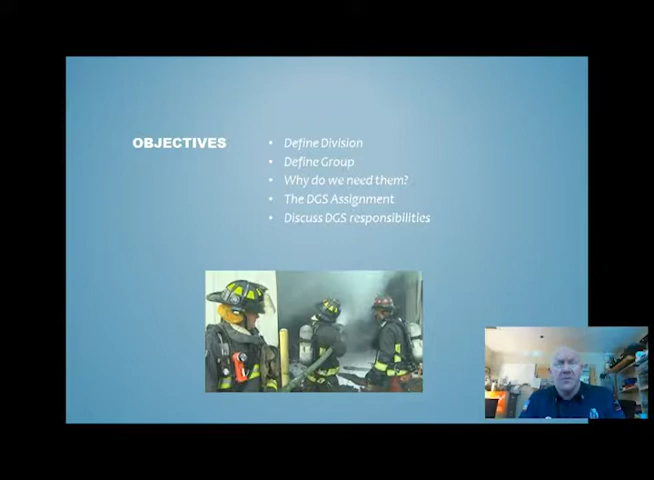 OBJECTIVES
• Define Division
• Define Group
• Why do we need them?
• The DGS Assignment
• Discuss DGS responsibilities